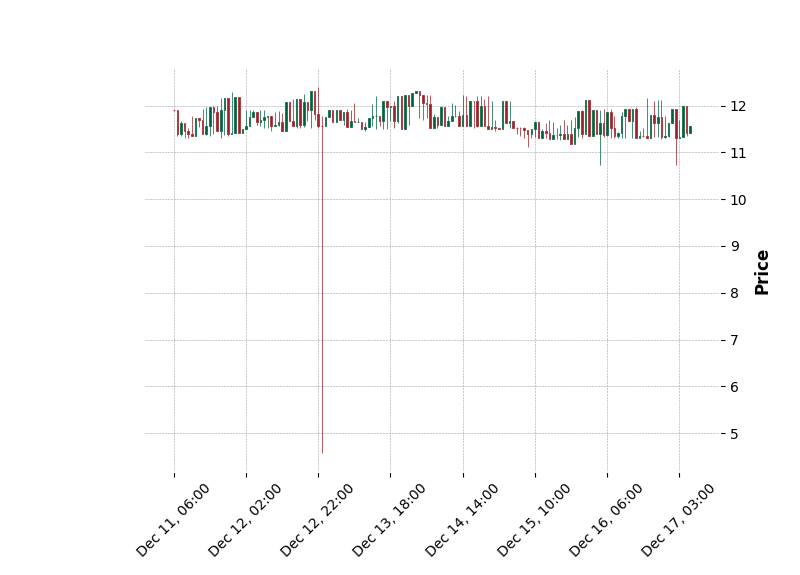 12
11
10
9
8
7
6
5
Price
Dec 11, 06:00
Dec 12, 02:00
Dec 12, 22:00
Dec 13, 18:00
Dec 14, 14:00
Dec 15, 10:00
Dec 16, 06:00
Dec 17, 03:00